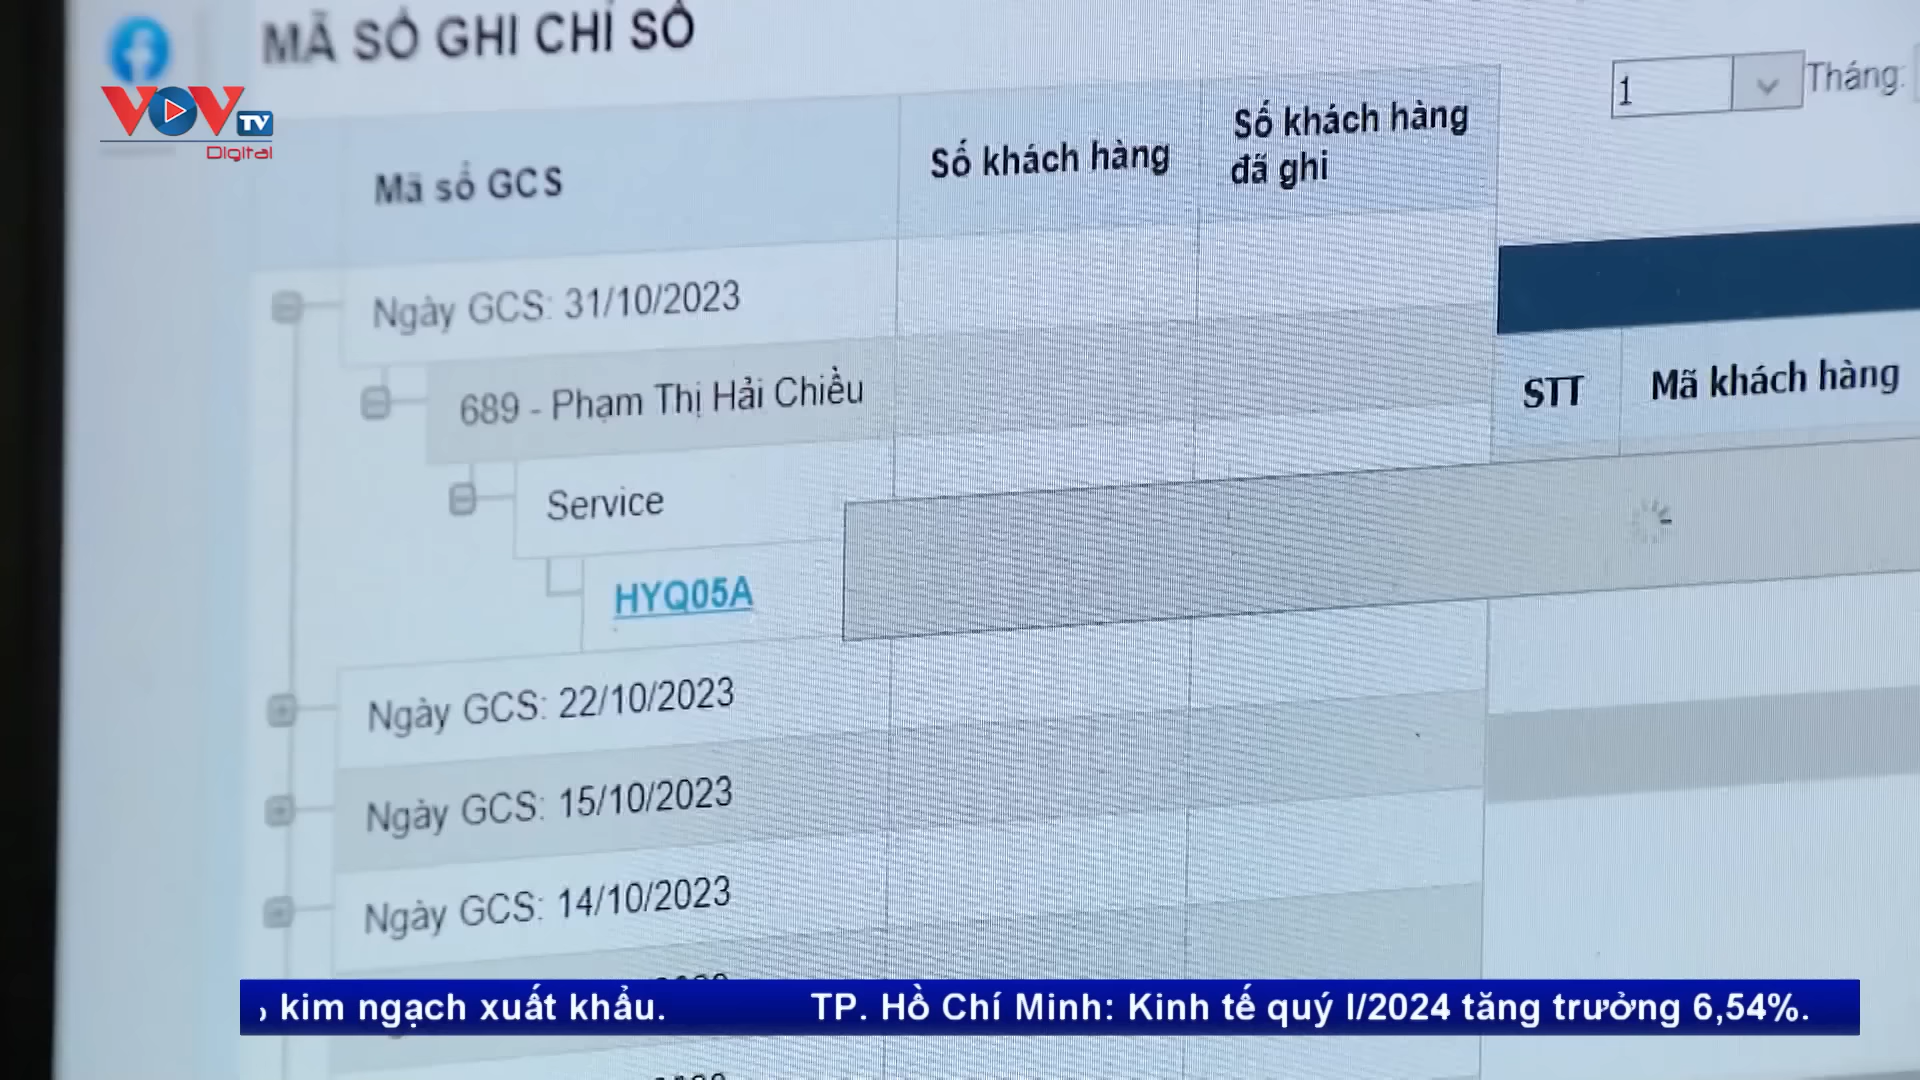 MÃ SỐ GHI CHỈ SỐ
VOV TV
Digital
1
Tháng:
Mã sổ GCS
Số khách hàng
Số khách hàng
đã ghi
Ngày GCS: 31/10/2023
689 - Phạm Thị Hải Chiều
STT
Mã khách hàng
Service
HYQ05A
Ngày GCS: 22/10/2023
Ngày GCS: 15/10/2023
Ngày GCS: 14/10/2023
kim ngạch xuất khẩu.
TP. Hồ Chí Minh: Kinh tế quý I/2024 tăng trưởng 6,54%.